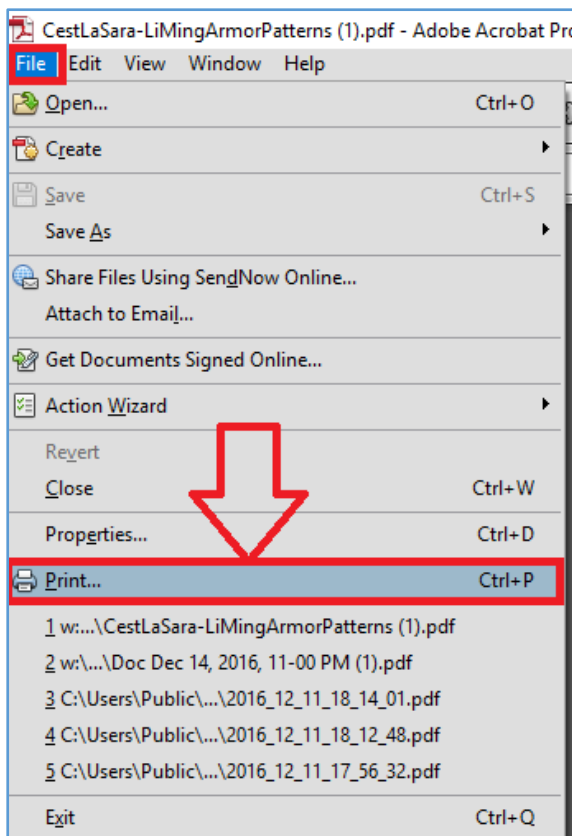 CestLaSara-LiMingArmorPatterns (1).pdf - Adobe Acrobat Pro
File Edit View Window Help
Open... Ctrl+O
Create
Save Ctrl+S
Save As
Share Files Using SendNow Online...
Attach to Email...
Get Documents Signed Online...
Action Wizard
Revert
Close Ctrl+W
Properties... Ctrl+D
Print... Ctrl+P
1 w:...\CestLaSara-LiMingArmorPatterns (1).pdf
2 w:\...\Doc Dec 14, 2016, 11-00 PM (1).pdf
3 C:\Users\Public\...\2016_12_11_18_14_01.pdf
4 C:\Users\Public\...\2016_12_11_18_12_48.pdf
5 C:\Users\Public\...\2016_12_11_17_56_32.pdf
Exit Ctrl+Q